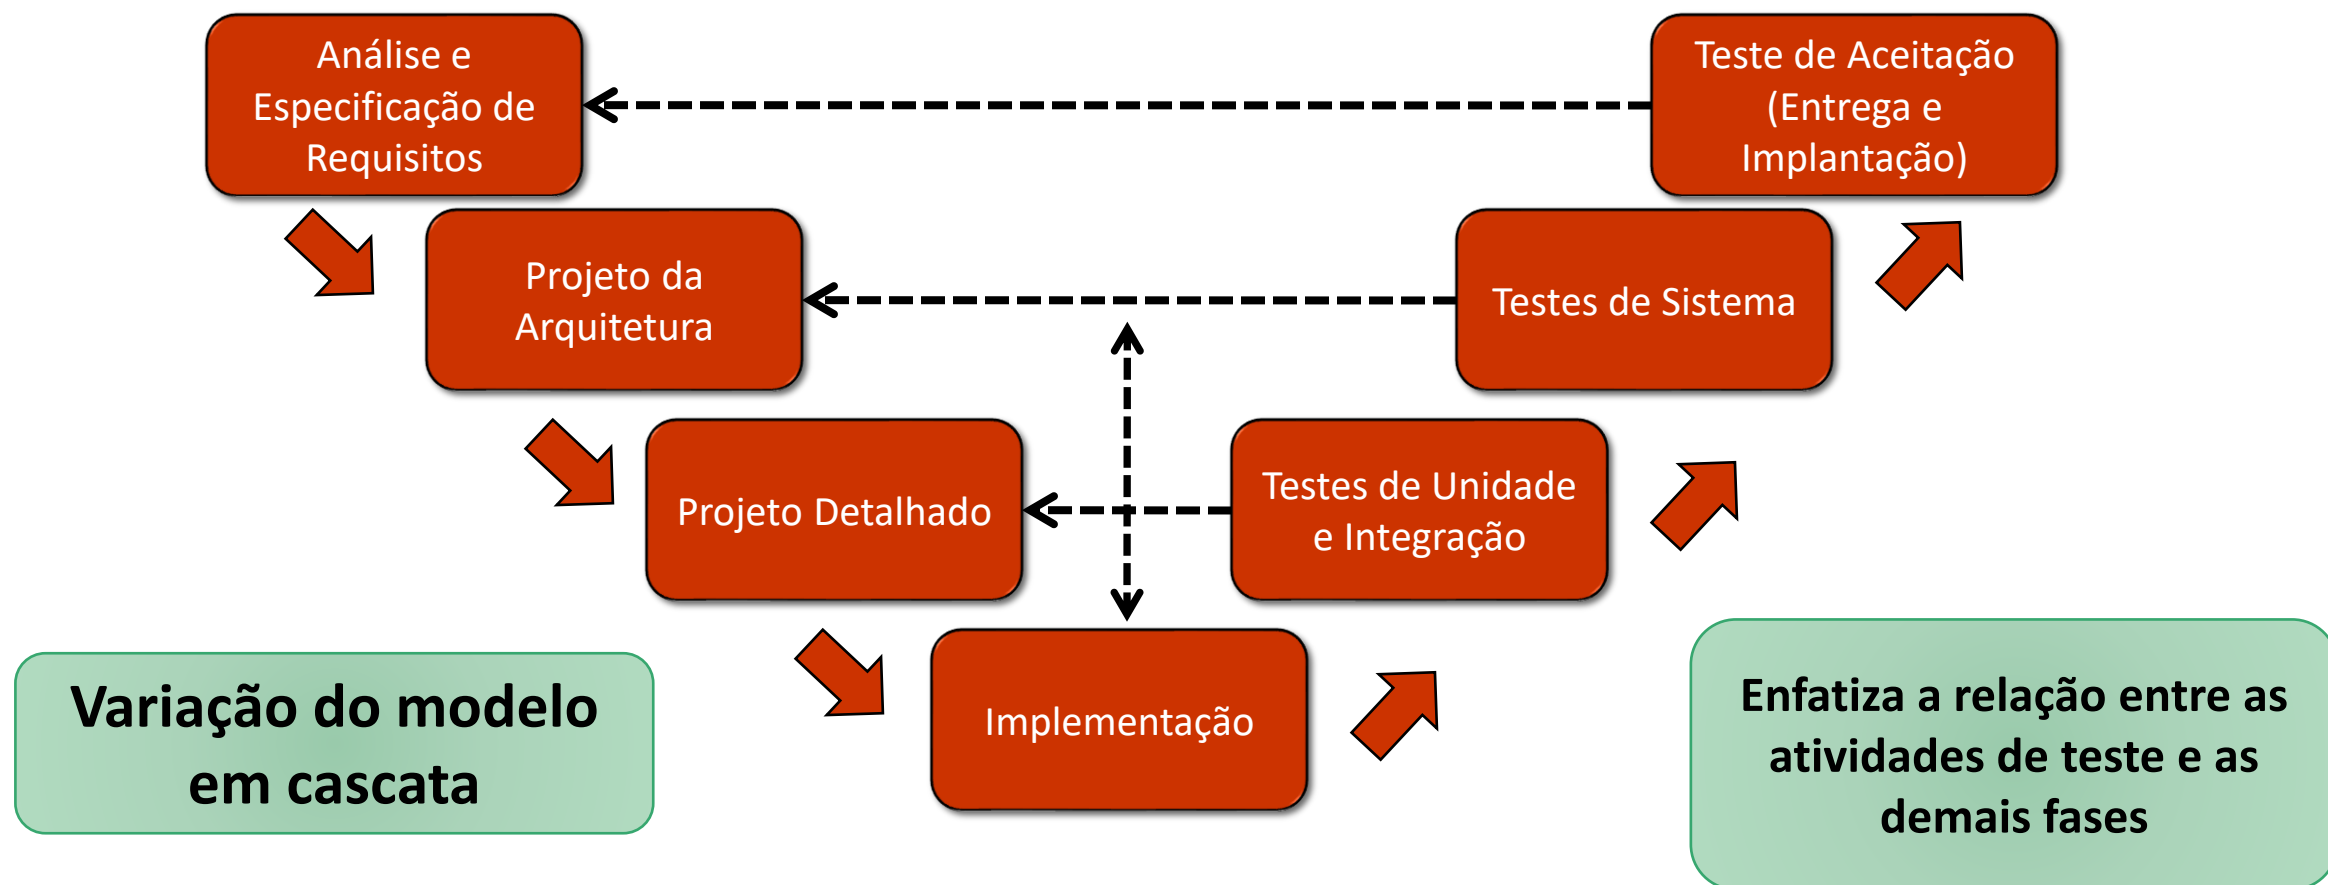 Análise e
Especificação de
Requisitos
Teste de Aceitação
(Entrega e
Implantação)
Projeto da
Arquitetura
Testes de Sistema
Projeto Detalhado
Testes de Unidade
e Integração
Implementação
Variação do modelo
em cascata
Enfatiza a relação entre as
atividades de teste e as
demais fases